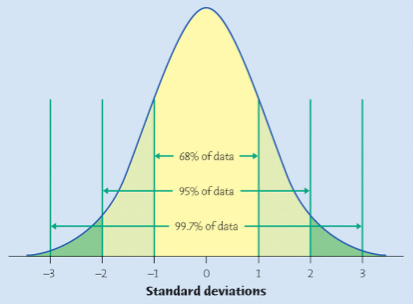 68% of data
95% of data
99.7% of data
−3 −2 −1 0 1 2 3
Standard deviations